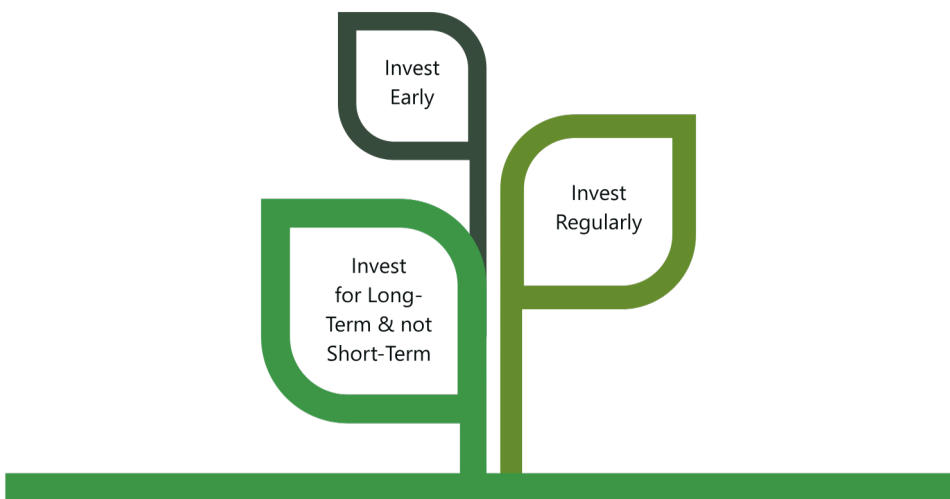 Invest
Early
Invest
Regularly
Invest
for Long-
Term & not
Short-Term